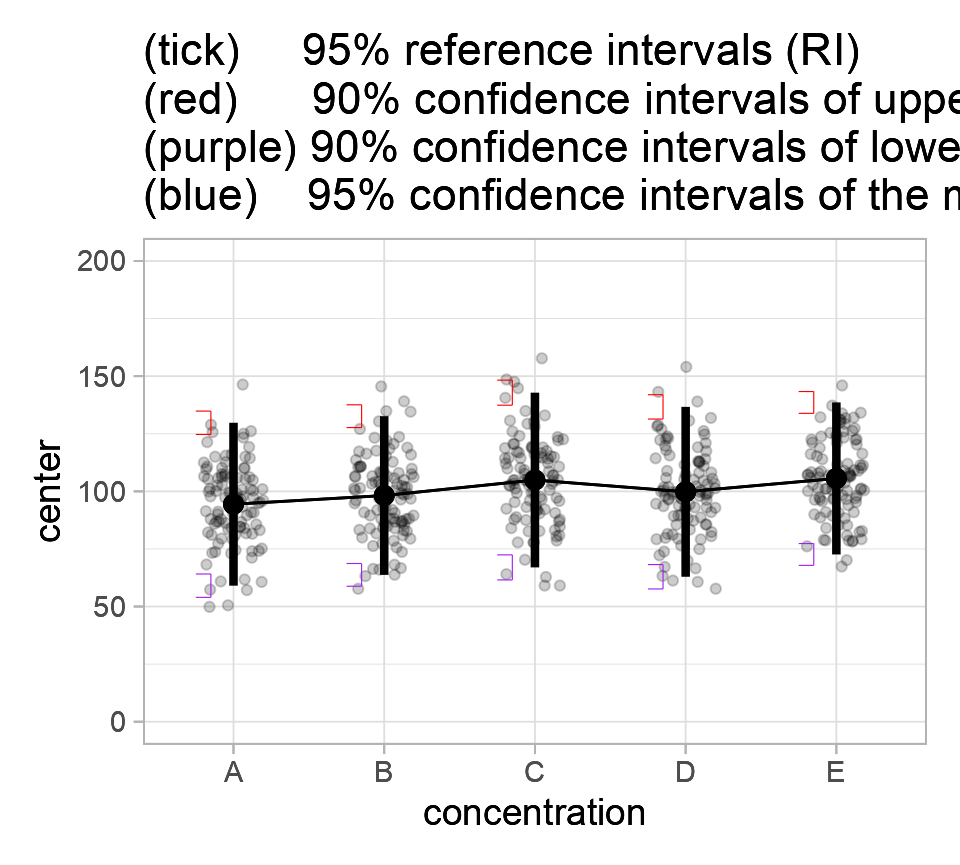 (tick) 95% reference intervals (RI)
(red) 90% confidence intervals of uppe
(purple) 90% confidence intervals of lowe
(blue) 95% confidence intervals of the
200
150
100
50
0
center
A B C D E
concentration